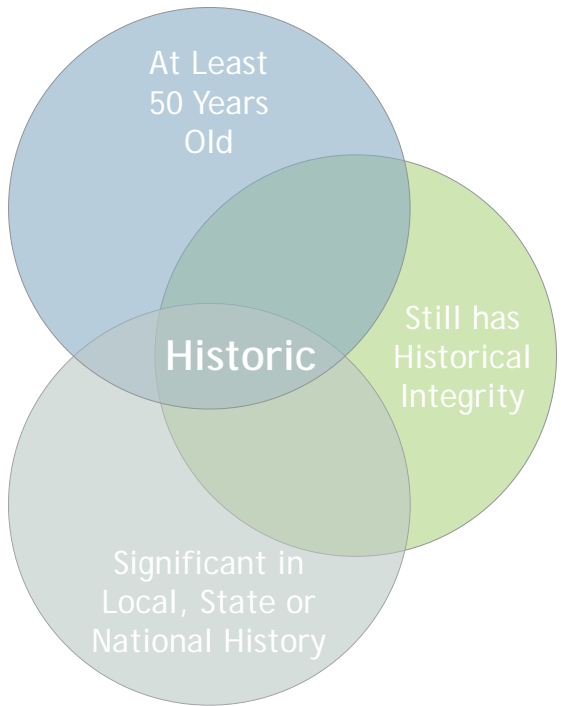 At Least
50 Years
Old
Still has
Historical
Integrity
Historic
Significant in
Local, State or
National History